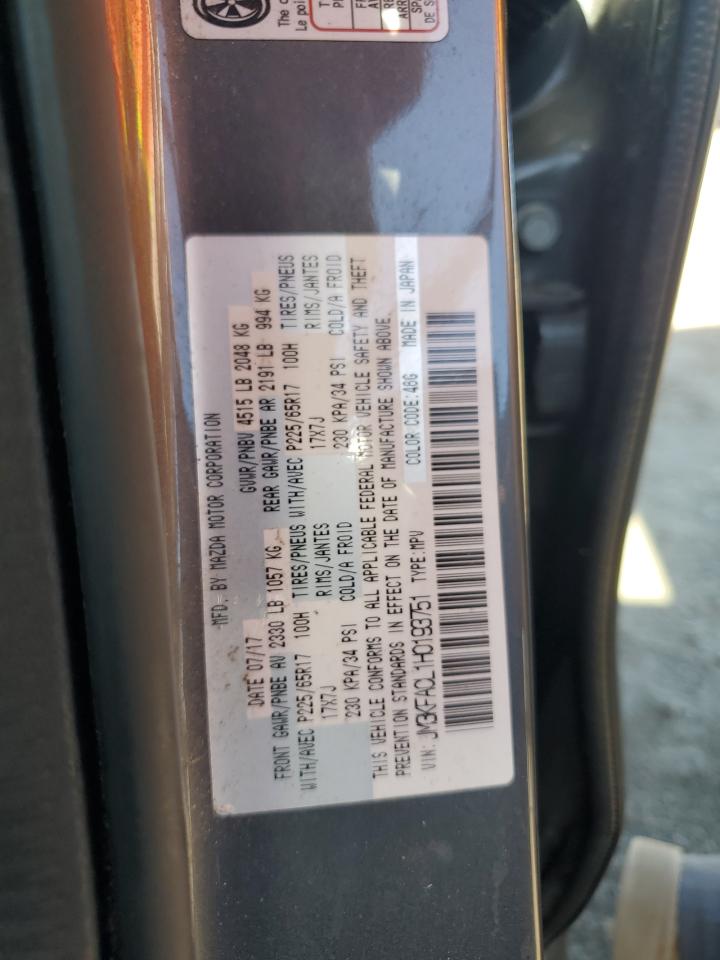 The c
Le poi
DE S
MFD. BY MAZDA MOTOR CORPORATION
DATE 07/17 GVWR/PNBV 4515 LB 2048 KG
FRONT GAWR/PNBE AV 2330 LB 1057 KG REAR GAWR/PNBE AR 2191 LB 994 KG
WITH/AVEC P225/65R17 100H TIRES/PNEUS WITH/AVEC P225/65R17 100H TIRES/PNEUS
17X7J RIMS/JANTES 17X7J RIMS/JANTES
230 KPA/34 PSI COLD/A FROID 230 KPA/34 PSI COLD/A FROID
THIS VEHICLE CONFORMS TO ALL APPLICABLE FEDERAL MOTOR VEHICLE SAFETY AND THEFT
PREVENTION STANDARDS IN EFFECT ON THE DATE OF MANUFACTURE SHOWN ABOVE.
VIN: JM3KFACL1H0193751 TYPE:MPV COLOR CODE:46G MADE IN JAPAN